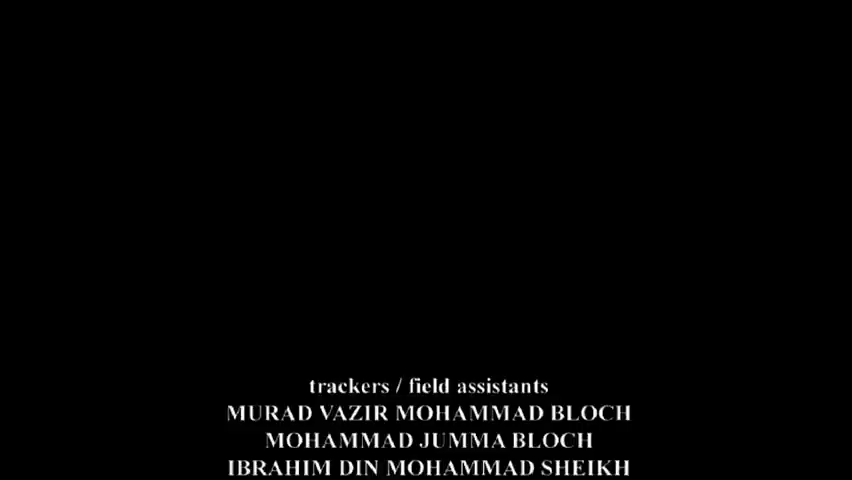 trackers / field assistants
MURAD VAZIR MOHAMMAD BLOCH
MOHAMMAD JUMMA BLOCH
IBRAHIM DIN MOHAMMAD SHEIKH